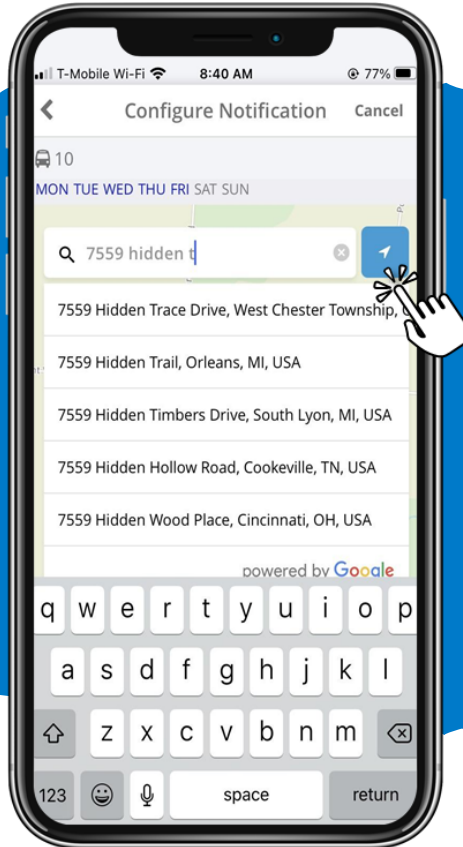 T-Mobile Wi-Fi 8:40 AM 77%
Configure Notification Cancel
10
MON TUE WED THU FRI SAT SUN
7559 hidden t
7559 Hidden Trace Drive, West Chester Township,
7559 Hidden Trail, Orleans, MI, USA
7559 Hidden Timbers Drive, South Lyon, MI, USA
7559 Hidden Hollow Road, Cookeville, TN, USA
7559 Hidden Wood Place, Cincinnati, OH, USA
powered by Google
q w e r t y u i o p
a s d f g h j k l
z x c v b n m
123 space return